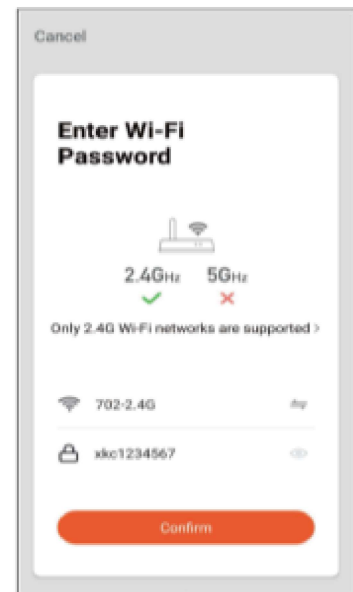 Cancel
Enter Wi-Fi
Password
2.4GHz 5GHz
Only 2.4G Wi-Fi networks are supported >
702-2.4G
xkc1234567
Confirm